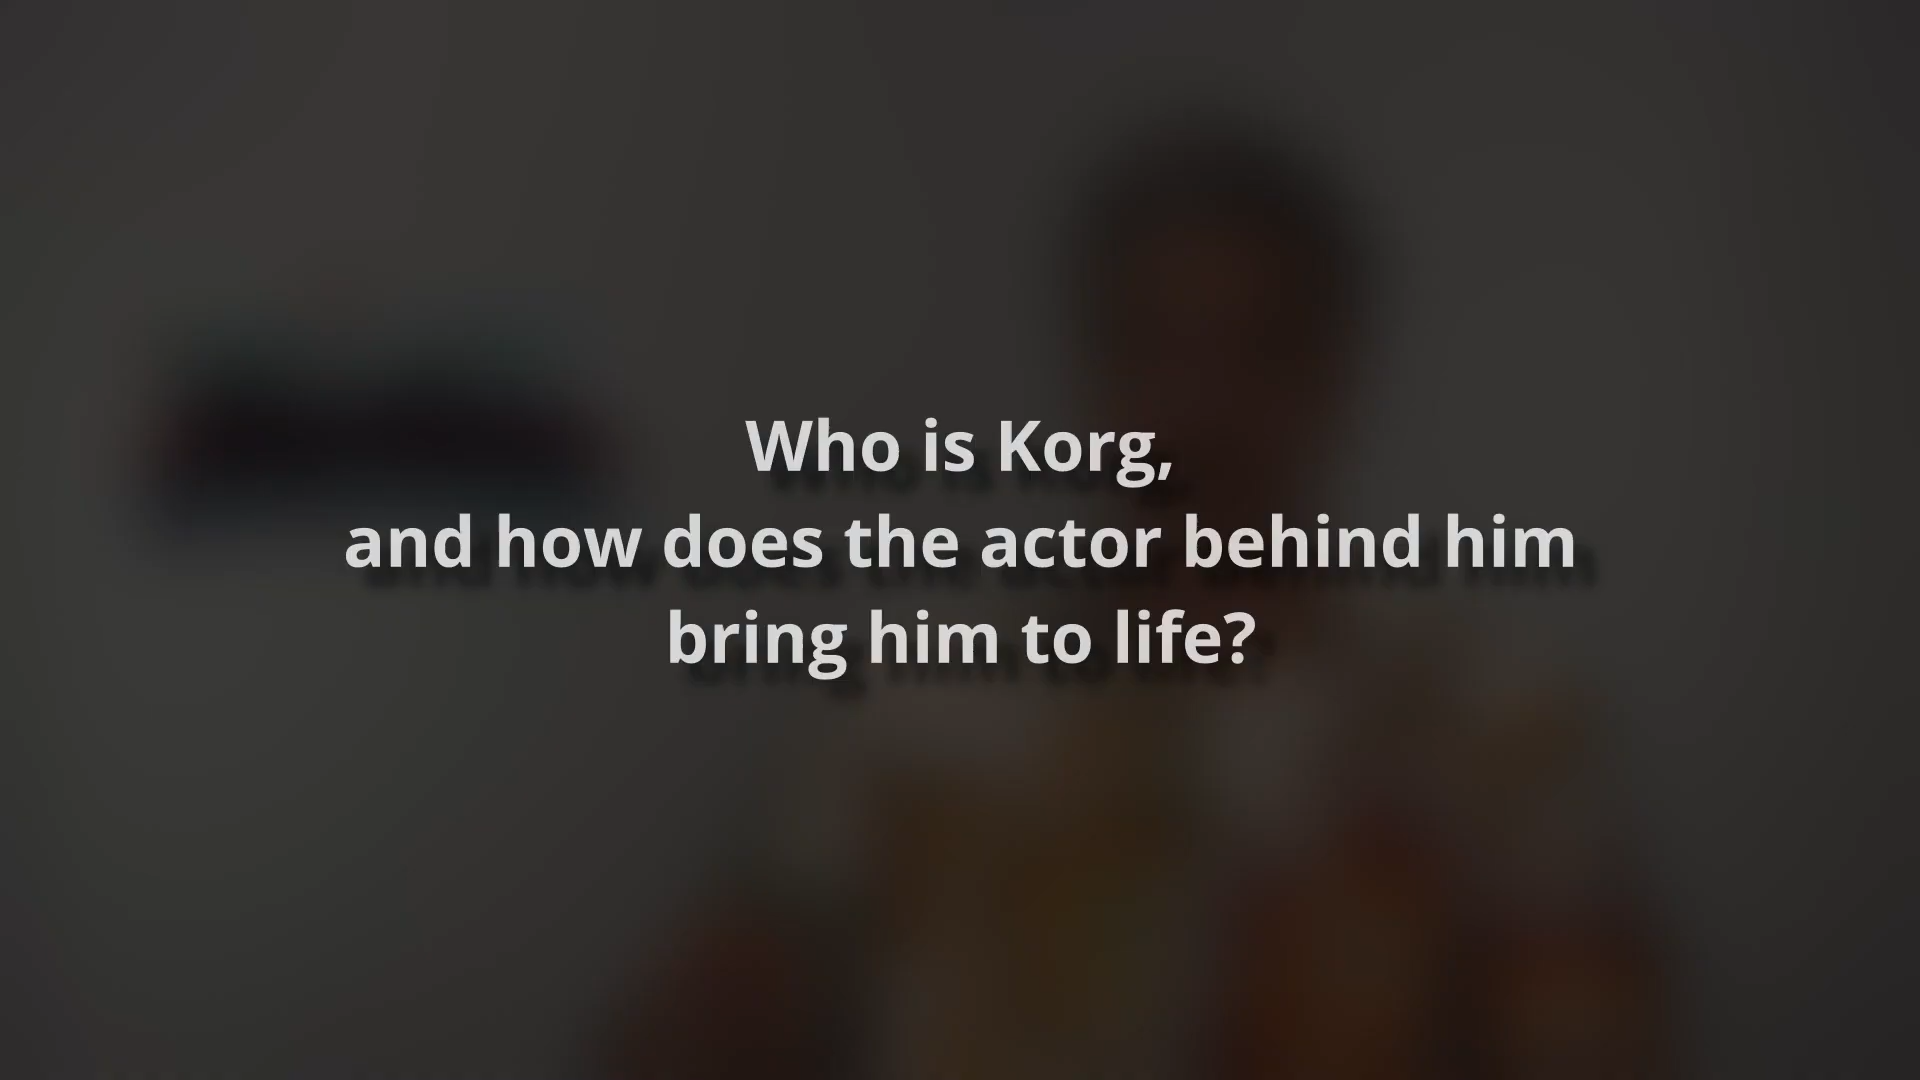 Who is Korg,
and how does the actor behind him
bring him to life?